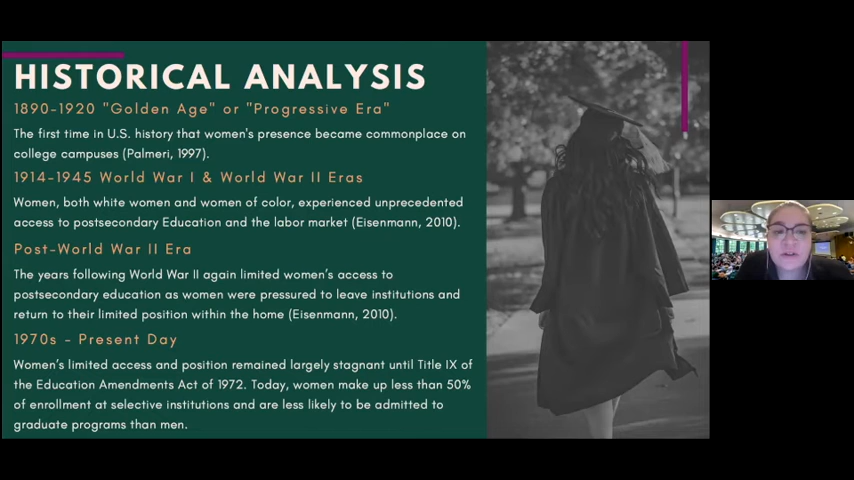 HISTORICAL ANALYSIS
1890-1920 "Golden Age" or "Progressive Era"
The first time in U.S. history that women's presence became commonplace on
college campuses (Palmeri, 1997).
1914-1945 World War I & World War II Eras
Women, both white women and women of color, experienced unprecedented
access to postsecondary Education and the labor market (Eisenmann, 2010).
Post-World War II Era
The years following World War II again limited women's access to
postsecondary education as women were pressured to leave institutions and
return to their limited position within the home (Eisenmann, 2010).
1970s - Present Day
Women's limited access and position remained largely stagnant until Title IX of
the Education Amendments Act of 1972. Today, women make up less than 50%
of enrollment at selective institutions and are less likely to be admitted to
graduate programs than men.